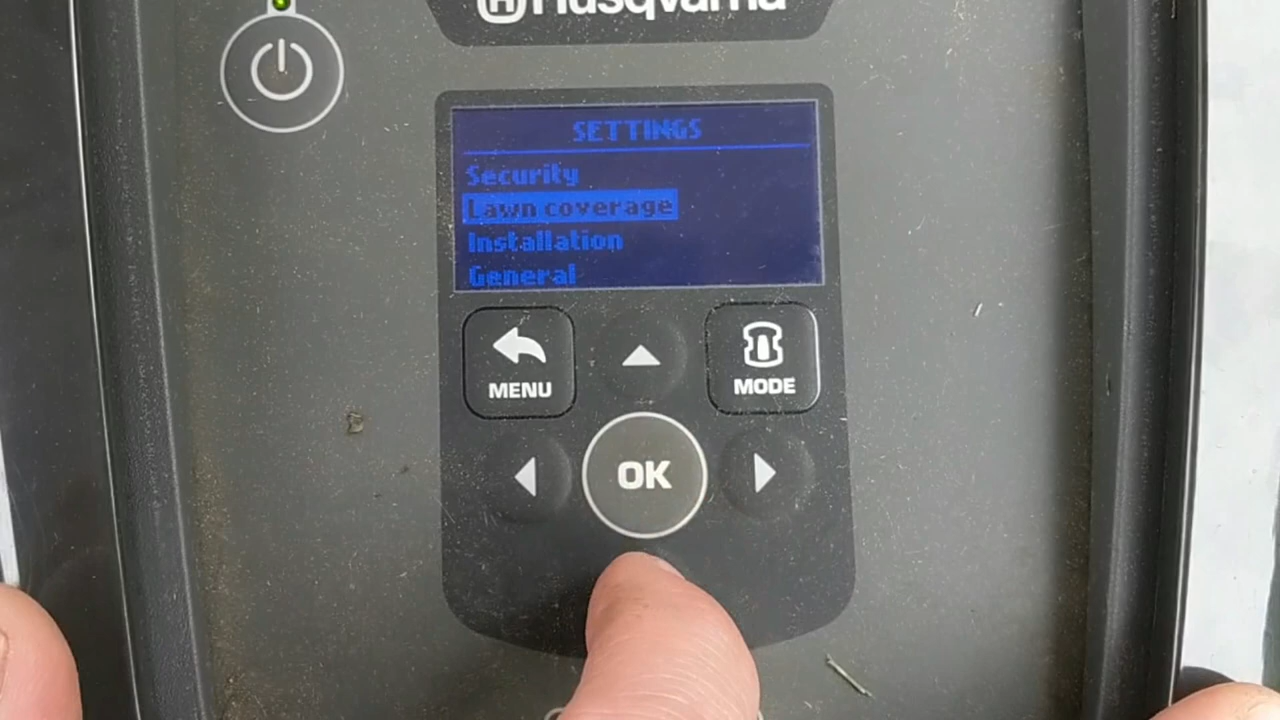 Husqvarna
SETTINGS
Security
Lawn coverage
Installation
General
MENU
MODE
OK